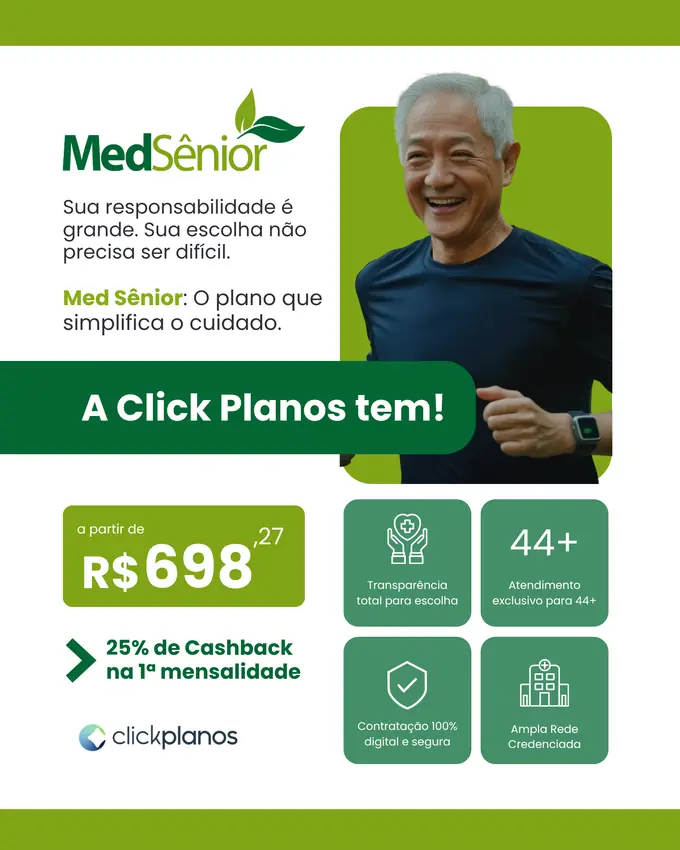 MedSênior
Sua responsabilidade é
grande. Sua escolha não
precisa ser difícil.
Med Sênior: O plano que
simplifica o cuidado.
A Click Planos tem!
a partir de
R$698,27
25% de Cashback
na 1ª mensalidade
clickplanos
Transparência
total para escolha
44+
Atendimento
exclusivo para 44+
Contratação 100%
digital e segura
Ampla Rede
Credenciada